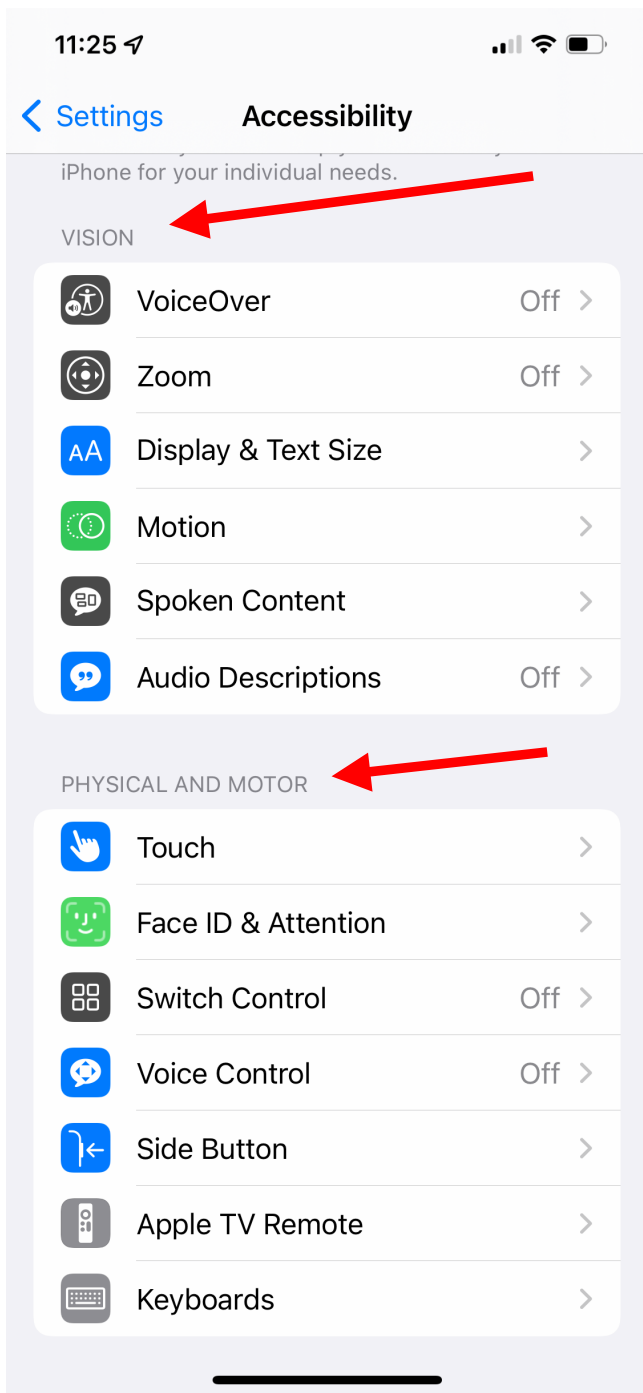 11:25
Settings
Accessibility
iPhone for your individual needs.
VISION
VoiceOver
Off
Zoom
Off
AA Display & Text Size
Motion
Spoken Content
Audio Descriptions
Off
PHYSICAL AND MOTOR
Touch
Face ID & Attention
Switch Control
Off
Voice Control
Off
Side Button
Apple TV Remote
Keyboards